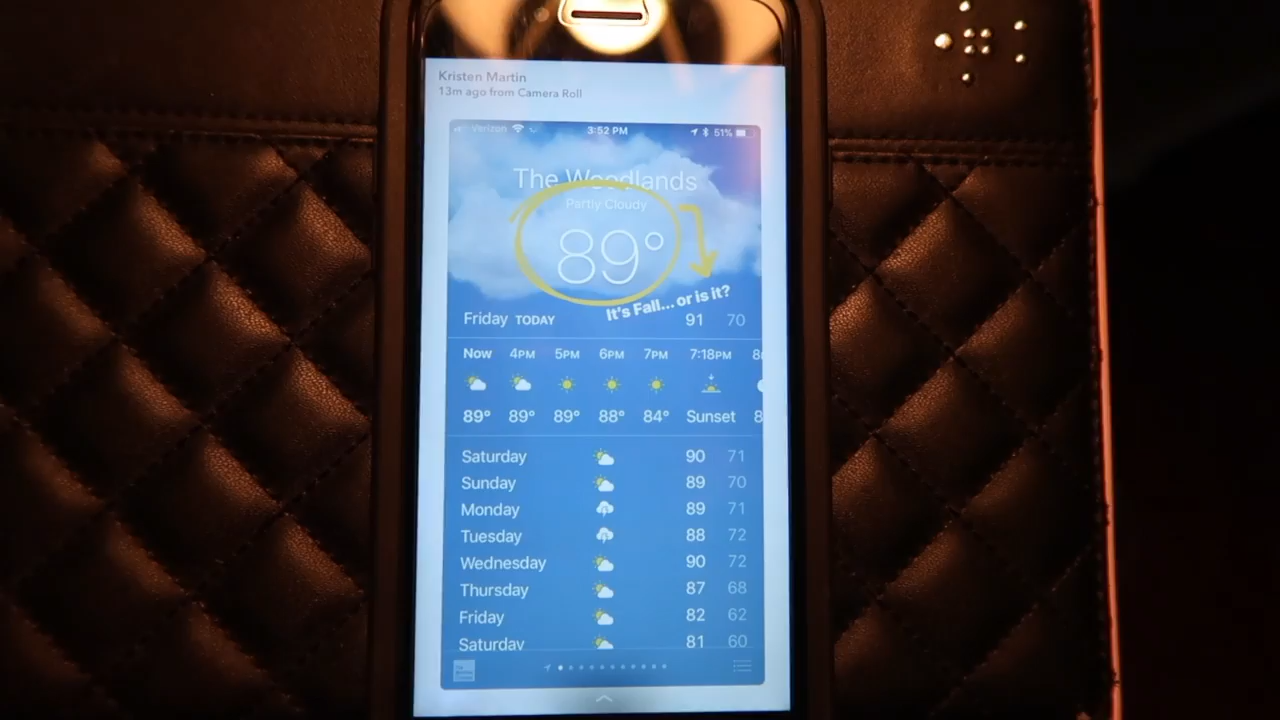 Kristen Martin
13m ago from Camera Roll
Verizon 3:52 PM 51%
The Woodlands
Partly Cloudy
89°
It's Fall... or is it?
Friday TODAY 91 70
Now 4PM 5PM 6PM 7PM 7:18PM
89° 89° 89° 88° 84° Sunset
Saturday 90 71
Sunday 89 70
Monday 89 71
Tuesday 88 72
Wednesday 90 72
Thursday 87 68
Friday 82 62
Saturday 81 60